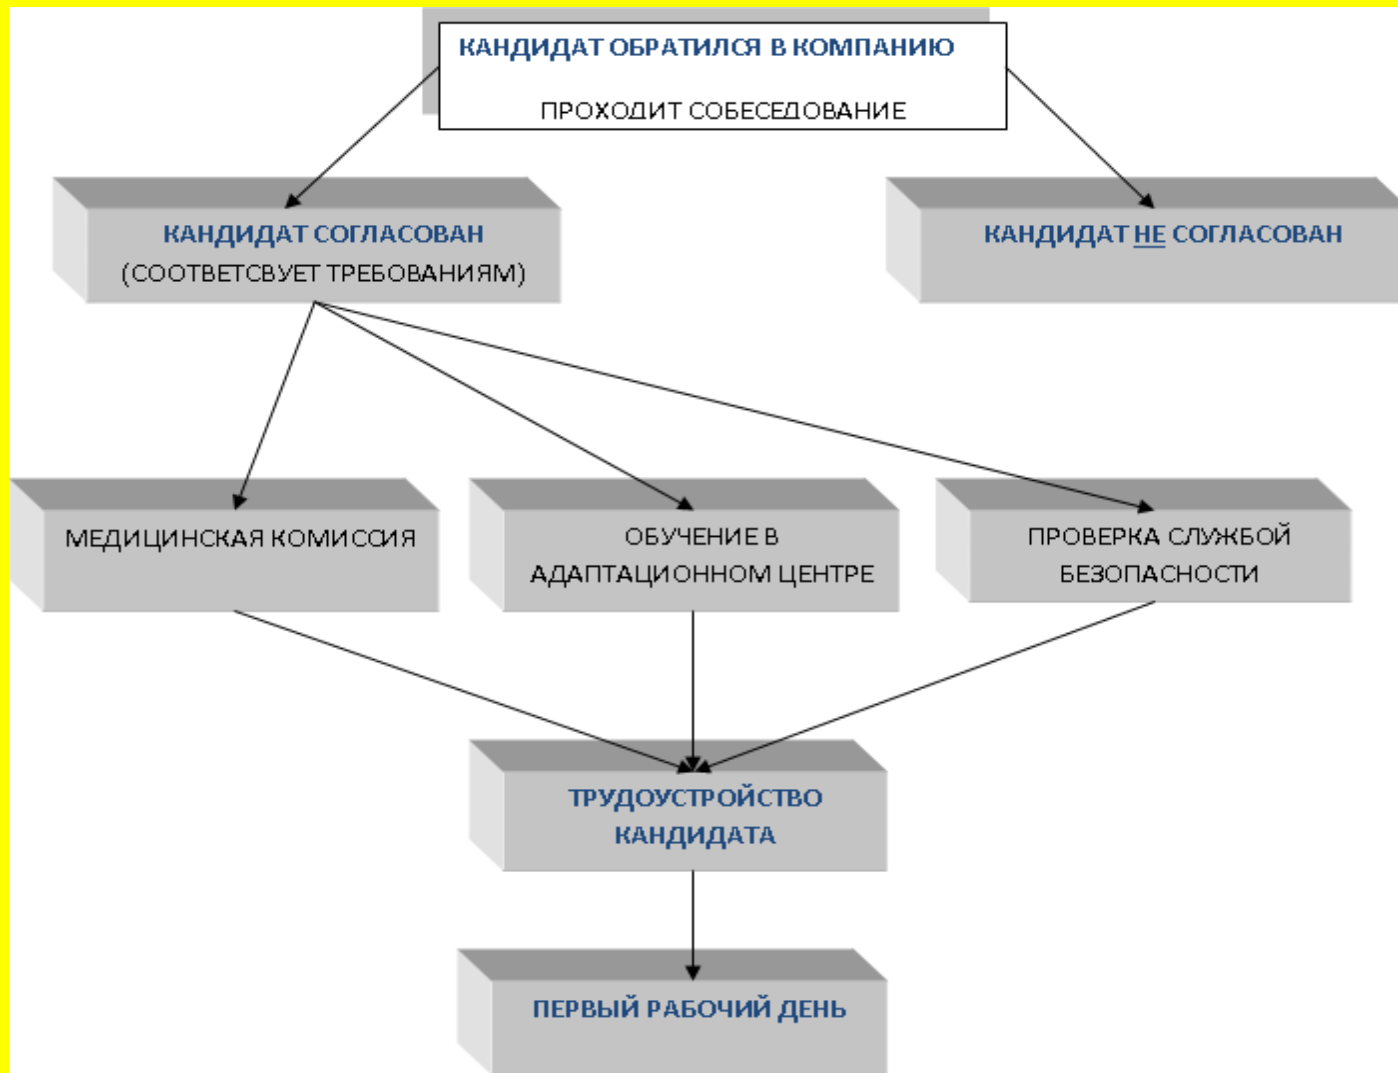 КАНДИДАТ ОБРАТИЛСЯ В КОМПАНИЮ
ПРОХОДИТ СОБЕСЕДОВАНИЕ
КАНДИДАТ СОГЛАСОВАН
(СООТВЕТСВУЕТ ТРЕБОВАНИЯМ)
КАНДИДАТ НЕ СОГЛАСОВАН
МЕДИЦИНСКАЯ КОМИССИЯ
ОБУЧЕНИЕ В
АДАПТАЦИОННОМ ЦЕНТРЕ
ПРОВЕРКА СЛУЖБОЙ
БЕЗОПАСНОСТИ
ТРУДОУСТРОЙСТВО
КАНДИДАТА
ПЕРВЫЙ РАБОЧИЙ ДЕНЬ